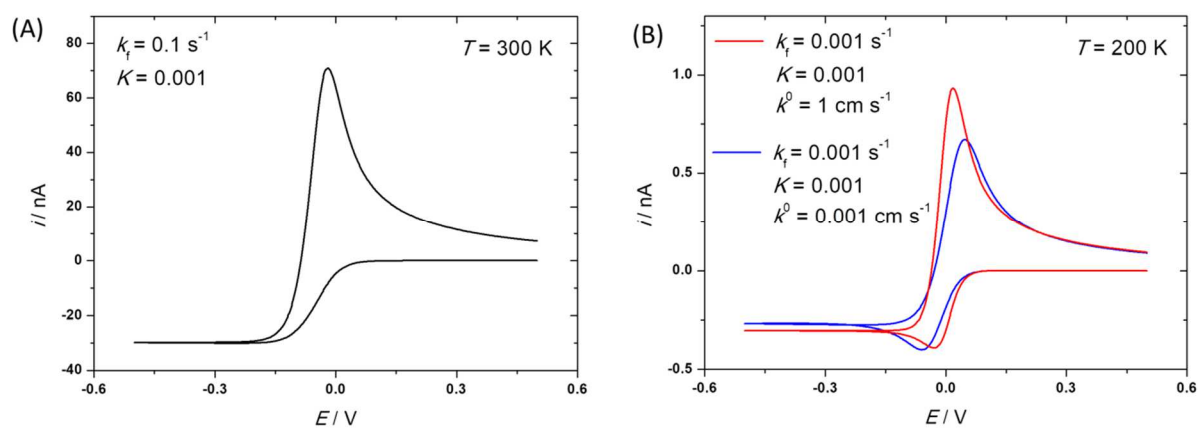 (A)
k_f = 0.1 s⁻¹
T = 300 K
K = 0.001
80
60
40
20
0
-20
-40
i / nA
-0.6
-0.3
0.0
0.3
0.6
E / V
(B)
k_f = 0.001 s⁻¹
T = 200 K
K = 0.001
k⁰ = 1 cm s⁻¹
k_f = 0.001 s⁻¹
K = 0.001
k⁰ = 0.001 cm s⁻¹
1.0
0.5
0.0
-0.5
i / nA
-0.6
-0.3
0.0
0.3
0.6
E / V